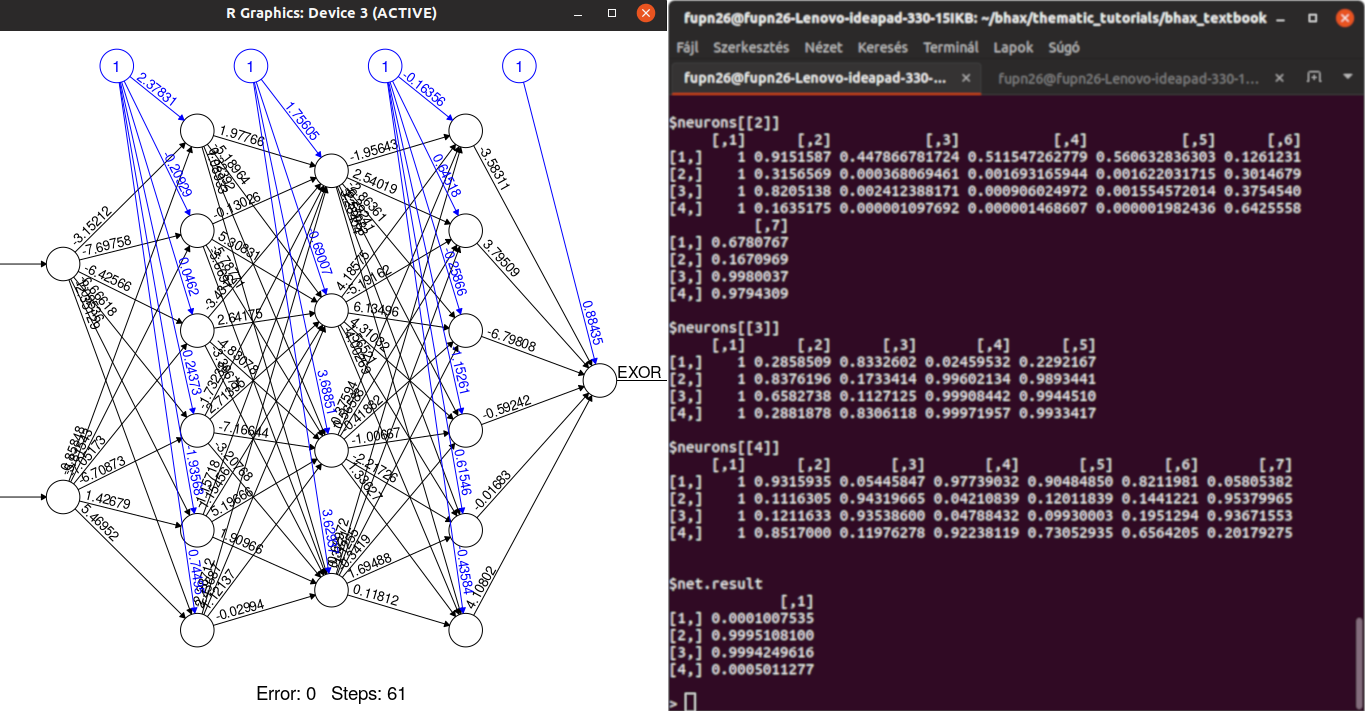 R Graphics: Device 3 (ACTIVE)
1 1 1 1
2.37831
1.75605
-0.16356
1.97766
-1.95643
-3.58311
-0.20929
-0.13026
2.54019
0.64518
-3.15212
-7.69758
-6.42566
0.0462
0.69007
3.79509
-5.19162
6.13496
-6.79808
0.88435
EXOR
2.64175
-0.24373
3.68851
1.15261
-0.59242
-7.16644
-1.00667
-6.70873
1.42679
5.46952
-3.20768
-2.21726
5.19666
1.90966
-0.01683
1.69488
0.11812
-0.43584
4.10802
-0.02994
Error: 0 Steps: 61
fupn26@fupn26-Lenovo-ideapad-330-15IKB: ~/bhax/thematic_tutorials/bhax_textbook
Fájl Szerkesztés Nézet Keresés Terminál Lapok Súgó
fupn26@fupn26-Lenovo-ideapad-330-... × fupn26@fupn26-Lenovo-ideapad-330-1... ×
$neurons[[2]]
[,1] [,2] [,3] [,4] [,5] [,6]
[1,] 1 0.9151587 0.447866781724 0.511547262779 0.560632836303 0.1261231
[2,] 1 0.3156569 0.000368069461 0.001693165944 0.001622031715 0.3014679
[3,] 1 0.8205138 0.002412388171 0.000906024972 0.001554572014 0.3754540
[4,] 1 0.1635175 0.000001097692 0.000001468607 0.000001982436 0.6425558
[,7]
[1,] 0.6780767
[2,] 0.1670969
[3,] 0.9980037
[4,] 0.9794309
$neurons[[3]]
[,1] [,2] [,3] [,4] [,5]
[1,] 1 0.2858509 0.8332602 0.02459532 0.2292167
[2,] 1 0.8376196 0.1733414 0.99602134 0.9893441
[3,] 1 0.6582738 0.1127125 0.99908442 0.9944510
[4,] 1 0.2881878 0.8306118 0.99971957 0.9933417
$neurons[[4]]
[,1] [,2] [,3] [,4] [,5] [,6] [,7]
[1,] 1 0.9315935 0.05445847 0.97739032 0.90484850 0.8211981 0.05805382
[2,] 1 0.1116305 0.94319665 0.04210839 0.12011839 0.1441221 0.95379965
[3,] 1 0.1211633 0.93538600 0.04788432 0.09930003 0.1951294 0.93671553
[4,] 1 0.8517000 0.11976278 0.92238119 0.73052935 0.6564205 0.20179275
$net.result
[,1]
[1,] 0.0001007535
[2,] 0.9995108100
[3,] 0.9994249616
[4,] 0.0005011277
>